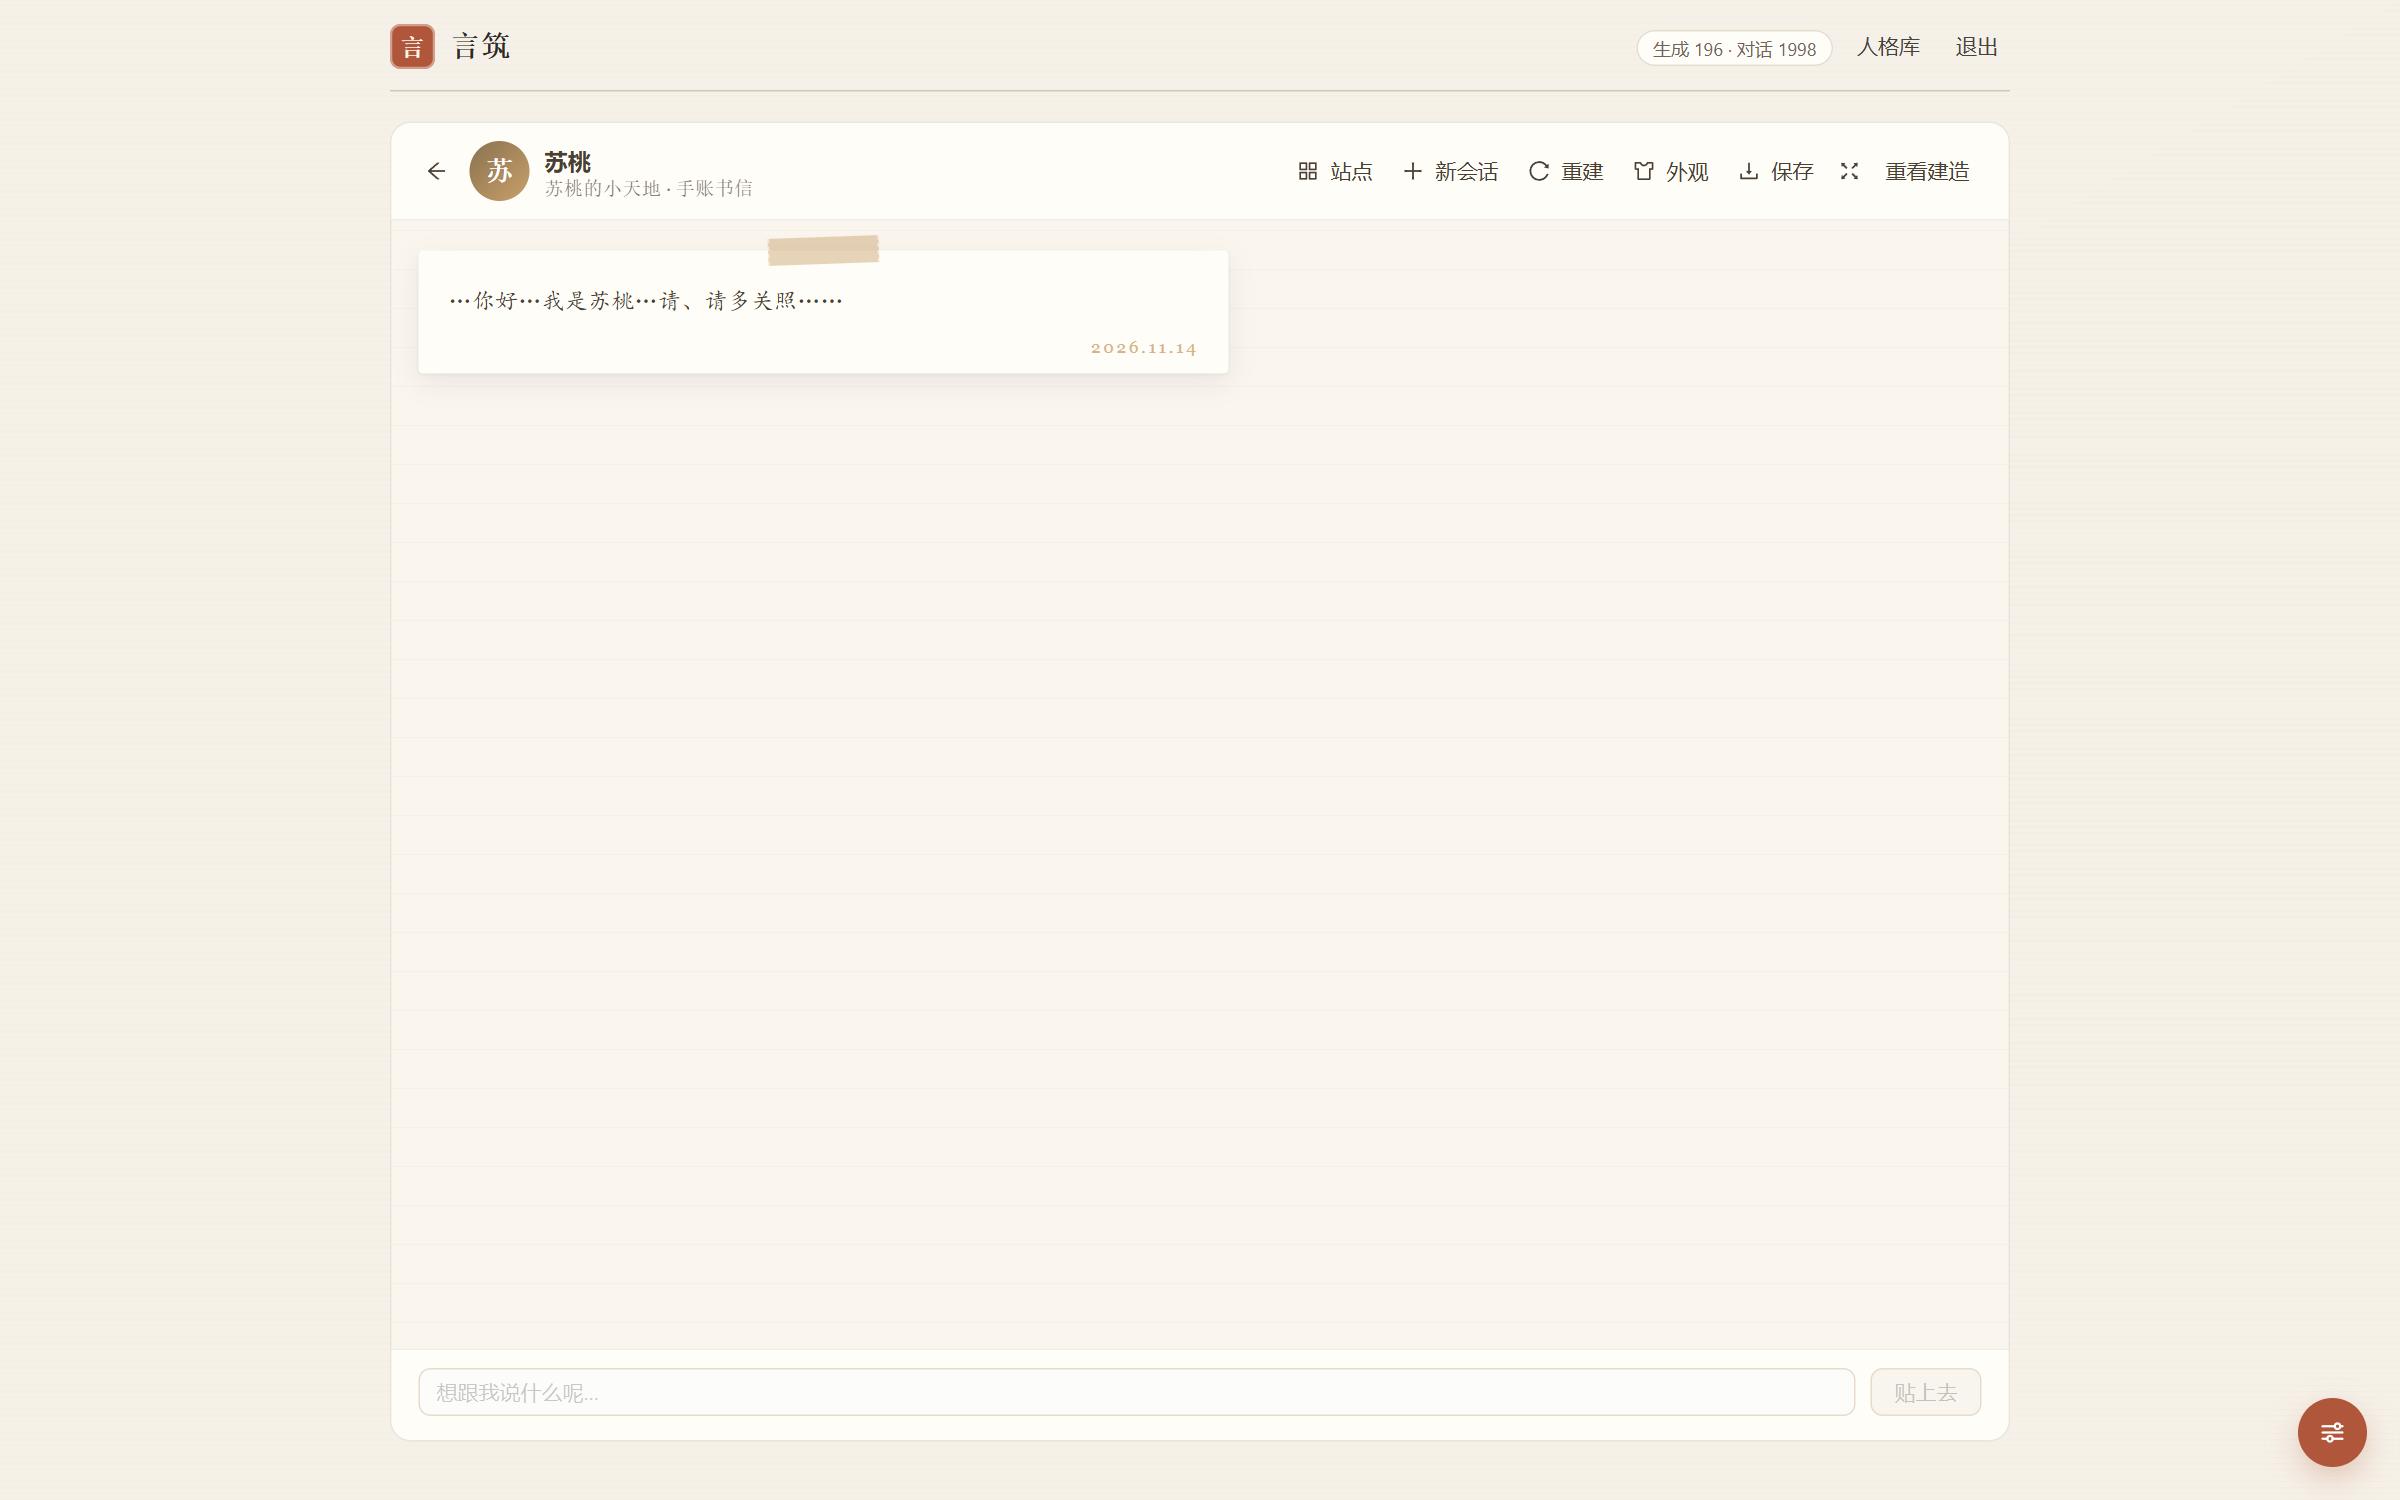 言 言筑
生成 196 · 对话 1998 人格库 退出
苏 苏桃
苏桃的小天地 · 手账书信
站点 新会话 重建 外观 保存 重看建造
…你好…我是苏桃…请、请多关照……
2026.11.14
想跟我说什么呢...
贴上去